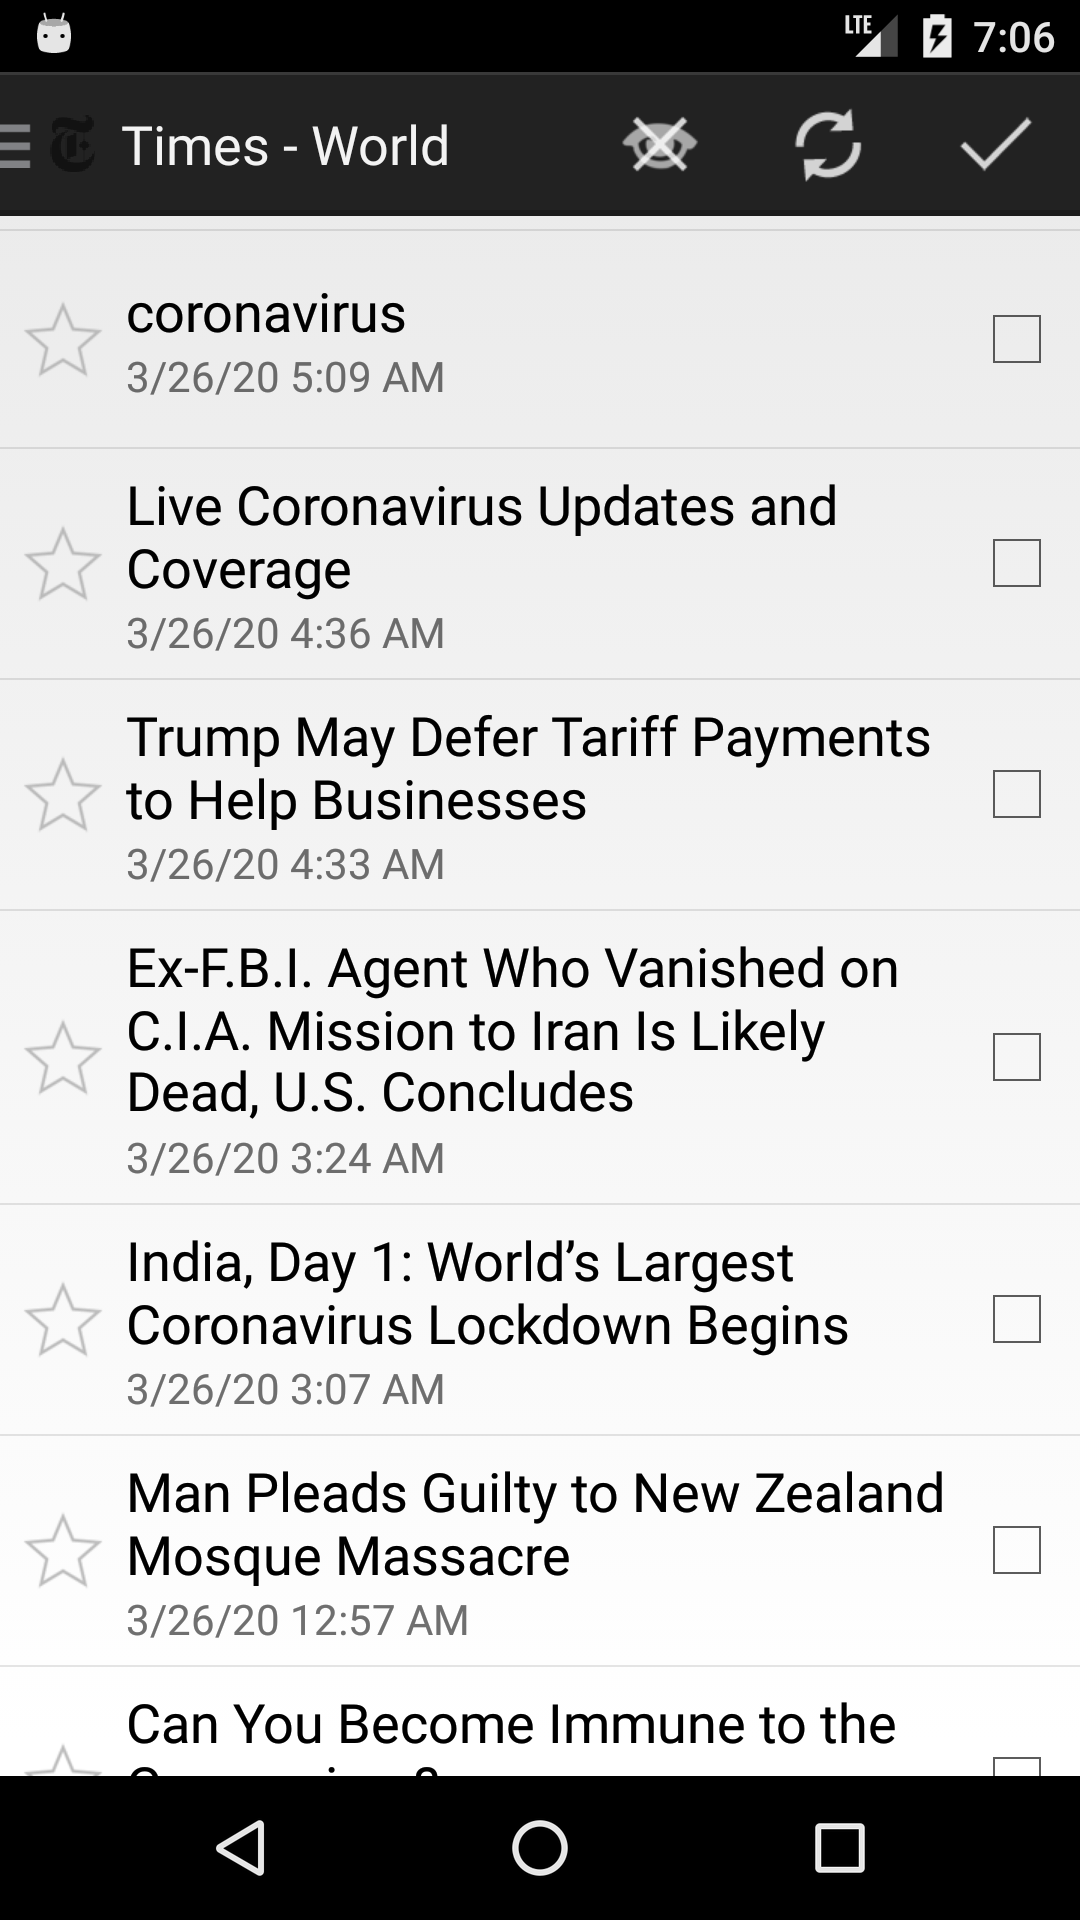 LTE 7:06
Times - World
coronavirus
3/26/20 5:09 AM
Live Coronavirus Updates and
Coverage
3/26/20 4:36 AM
Trump May Defer Tariff Payments
to Help Businesses
3/26/20 4:33 AM
Ex-F.B.I. Agent Who Vanished on
C.I.A. Mission to Iran Is Likely
Dead, U.S. Concludes
3/26/20 3:24 AM
India, Day 1: World’s Largest
Coronavirus Lockdown Begins
3/26/20 3:07 AM
Man Pleads Guilty to New Zealand
Mosque Massacre
3/26/20 12:57 AM
Can You Become Immune to the